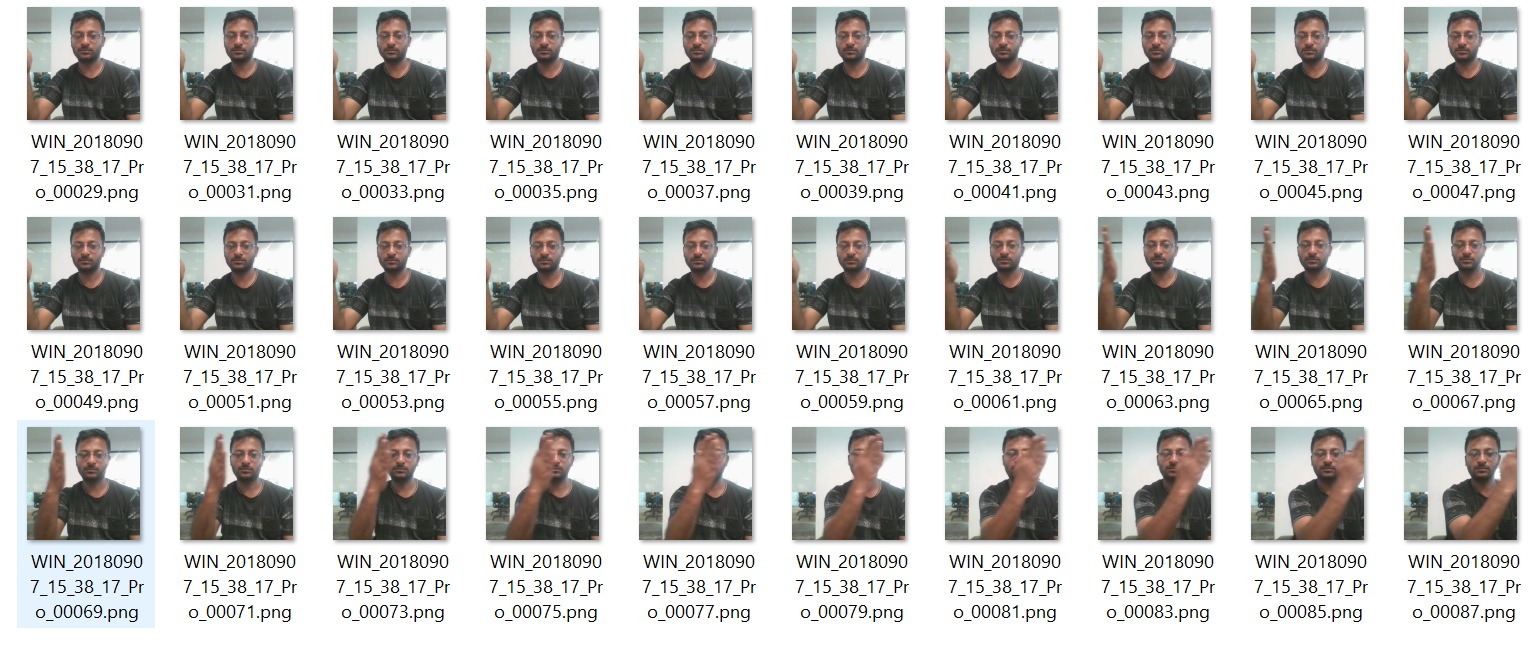 WIN_2018090 WIN_2018090 WIN_2018090 WIN_2018090 WIN_2018090 WIN_2018090 WIN_2018090 WIN_2018090 WIN_2018090 WIN_2018090
7_15_38_17_Pr 7_15_38_17_Pr 7_15_38_17_Pr 7_15_38_17_Pr 7_15_38_17_Pr 7_15_38_17_Pr 7_15_38_17_Pr 7_15_38_17_Pr 7_15_38_17_Pr 7_15_38_17_Pr
o_00029.png o_00031.png o_00033.png o_00035.png o_00037.png o_00039.png o_00041.png o_00043.png o_00045.png o_00047.png
WIN_2018090 WIN_2018090 WIN_2018090 WIN_2018090 WIN_2018090 WIN_2018090 WIN_2018090 WIN_2018090 WIN_2018090 WIN_2018090
7_15_38_17_Pr 7_15_38_17_Pr 7_15_38_17_Pr 7_15_38_17_Pr 7_15_38_17_Pr 7_15_38_17_Pr 7_15_38_17_Pr 7_15_38_17_Pr 7_15_38_17_Pr 7_15_38_17_Pr
o_00049.png o_00051.png o_00053.png o_00055.png o_00057.png o_00059.png o_00061.png o_00063.png o_00065.png o_00067.png
WIN_2018090 WIN_2018090 WIN_2018090 WIN_2018090 WIN_2018090 WIN_2018090 WIN_2018090 WIN_2018090 WIN_2018090 WIN_2018090
7_15_38_17_Pr 7_15_38_17_Pr 7_15_38_17_Pr 7_15_38_17_Pr 7_15_38_17_Pr 7_15_38_17_Pr 7_15_38_17_Pr 7_15_38_17_Pr 7_15_38_17_Pr 7_15_38_17_Pr
o_00069.png o_00071.png o_00073.png o_00075.png o_00077.png o_00079.png o_00081.png o_00083.png o_00085.png o_00087.png